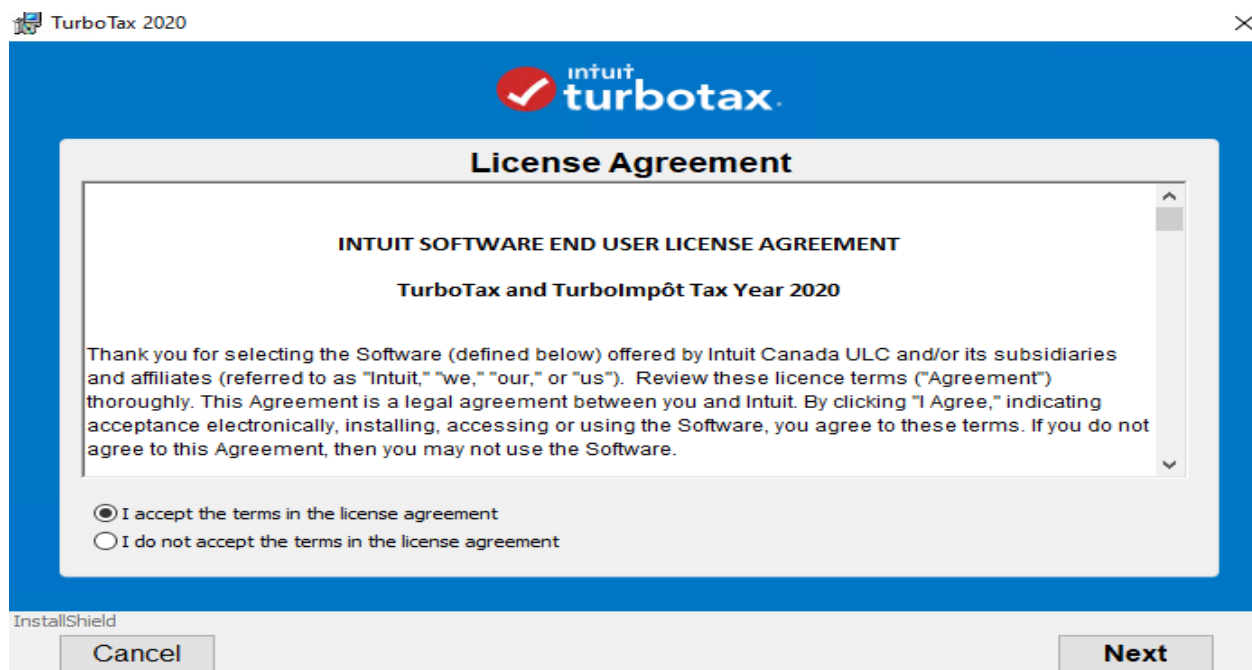 TurboTax 2020
intuit
turbotax.
License Agreement
INTUIT SOFTWARE END USER LICENSE AGREEMENT
TurboTax and TurboImpôt Tax Year 2020
Thank you for selecting the Software (defined below) offered by Intuit Canada ULC and/or its subsidiaries
and affiliates (referred to as "Intuit," "we," "our," or "us").  Review these licence terms ("Agreement")
thoroughly. This Agreement is a legal agreement between you and Intuit. By clicking "I Agree," indicating
acceptance electronically, installing, accessing or using the Software, you agree to these terms. If you do not
agree to this Agreement, then you may not use the Software.
I accept the terms in the license agreement
I do not accept the terms in the license agreement
InstallShield
Cancel
Next